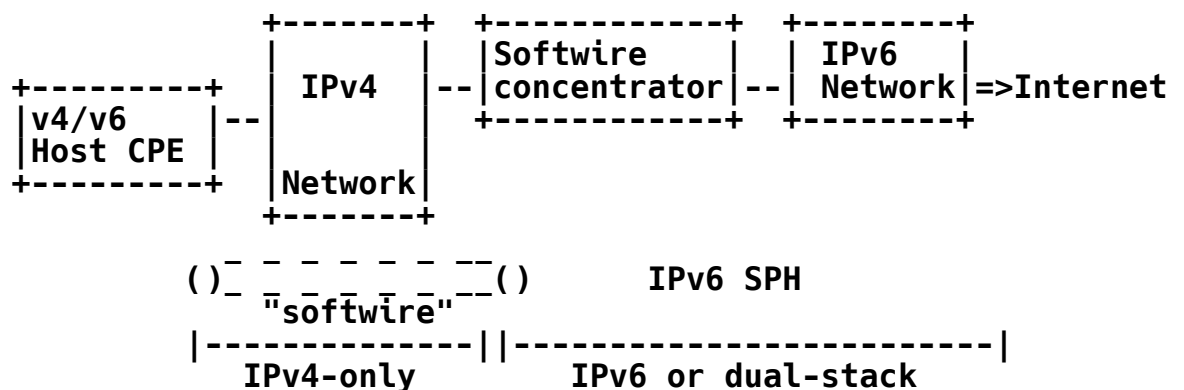 +-------+  +------------+  +--------+
|       |  |Softwire    |  | IPv6   |
+---------+  | IPv4  |--|concentrator|--| Network|=>Internet
|v4/v6    |--|       |  +------------+  +--------+
|Host CPE |  |       |
+---------+  |Network|
+-------+
()_ _ _ _ _ _ __() IPv6 SPH
"softwire"
|--------------||-------------------------|
IPv4-only        IPv6 or dual-stack